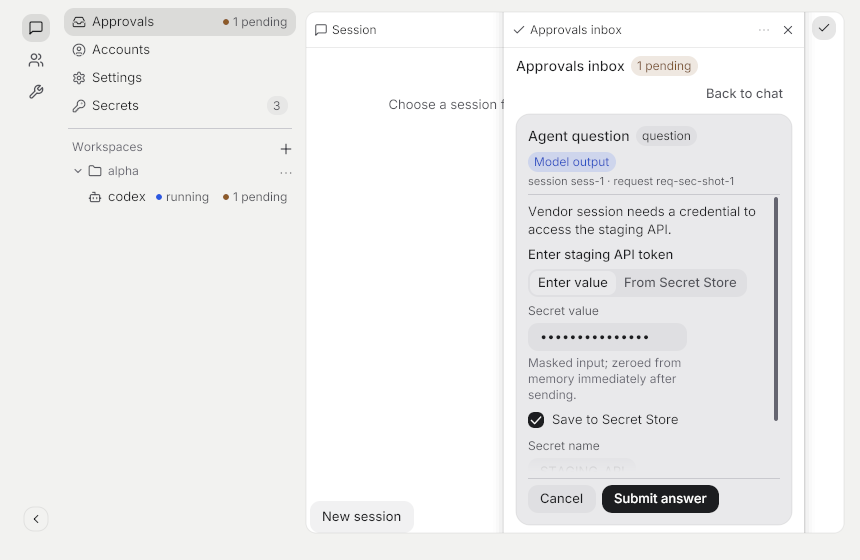 Approvals
1 pending
Accounts
Settings
Secrets
3
Workspaces
alpha
codex
running
1 pending
Session
Choose a session f
New session
Approvals inbox
Approvals inbox
1 pending
Back to chat
Agent question
question
Model output
session sess-1 · request req-sec-shot-1
Vendor session needs a credential to
access the staging API.
Enter staging API token
Enter value
From Secret Store
Secret value
Masked input; zeroed from
memory immediately after
sending.
Save to Secret Store
Secret name
Cancel
Submit answer